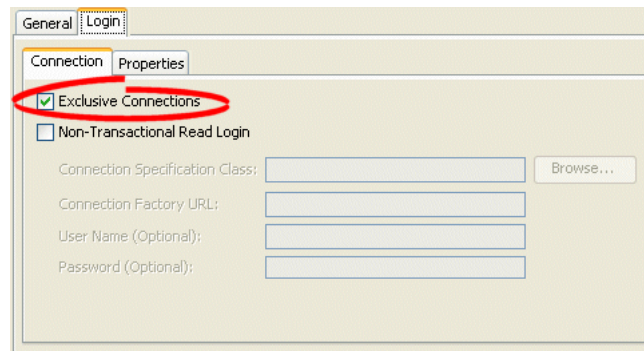 General Login
Connection Properties
Exclusive Connections
Non-Transactional Read Login
Connection Specification Class: Browse...
Connection Factory URL:
User Name (Optional):
Password (Optional):